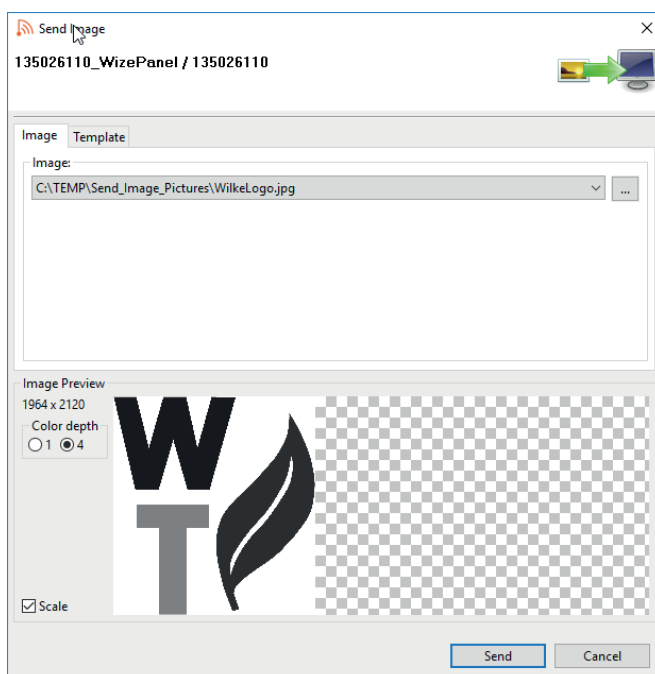 Send Image
135026110_WizePanel / 135026110
Image Template
Image:
C:\TEMP\Send_Image_Pictures\WilkeLogo.jpg
...
Image Preview
1964 x 2120
Color depth
1 4
W
T
Scale
Send Cancel